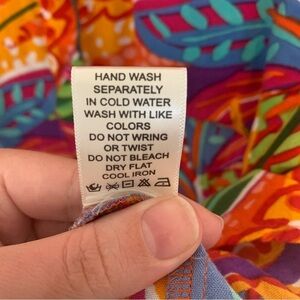 HAND WASH
SEPARATELY
IN COLD WATER
WASH WITH LIKE
COLORS
DO NOT WRING
OR TWIST
DO NOT BLEACH
DRY FLAT
COOL IRON